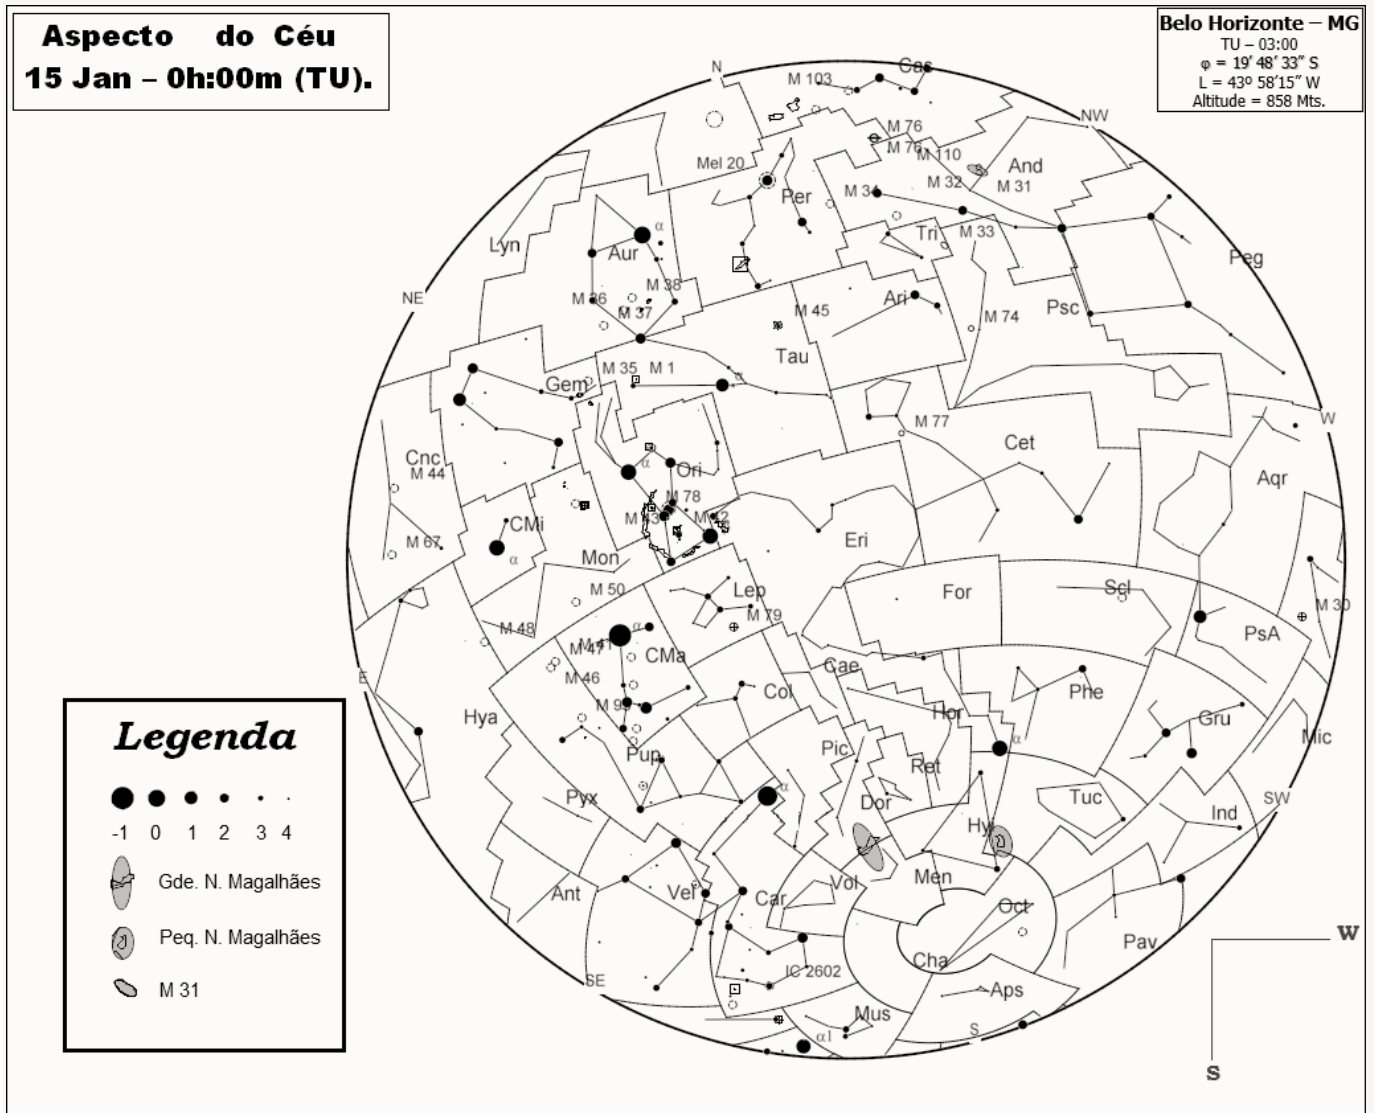 Aspecto do Céu
15 Jan – 0h:00m (TU).
Belo Horizonte – MG
TU – 03:00
φ = 19' 48' 33" S
L = 43º 58'15" W
Altitude = 858 Mts.
N
M 103
Cas
NW
M 76
M 76
M 110
And
Mel 20
M 34
M 32
M 31
Per
Lyn
α
Aur
Tri
M 33
Peg
NE
M 36
M 38
M 37
M 45
Ari
M 74
Psc
Tau
M 35
M 1
α
Gem
M 77
W
Cet
Cnc
M 44
α
Ori
Aqr
M 78
M 43
M 42
CMi
M 67
α
Eri
Mon
M 50
Lep
For
Scl
M 79
M 30
M 48
α
M 41
M 47
CMa
PsA
E
M 46
Cae
Col
Phe
M 93
Hya
Hor
Gru
Mic
Pup
Pic
α
Ret
α
Pyx
Dor
Tuc
SW
Ind
Hyi
Ant
Vel
Car
Vol
Men
Oct
Pav
Cha
SE
IC 2602
Aps
Mus
α1
S
Legenda
-1 0 1 2 3 4
Gde. N. Magalhães
Peq. N. Magalhães
M 31
W
S